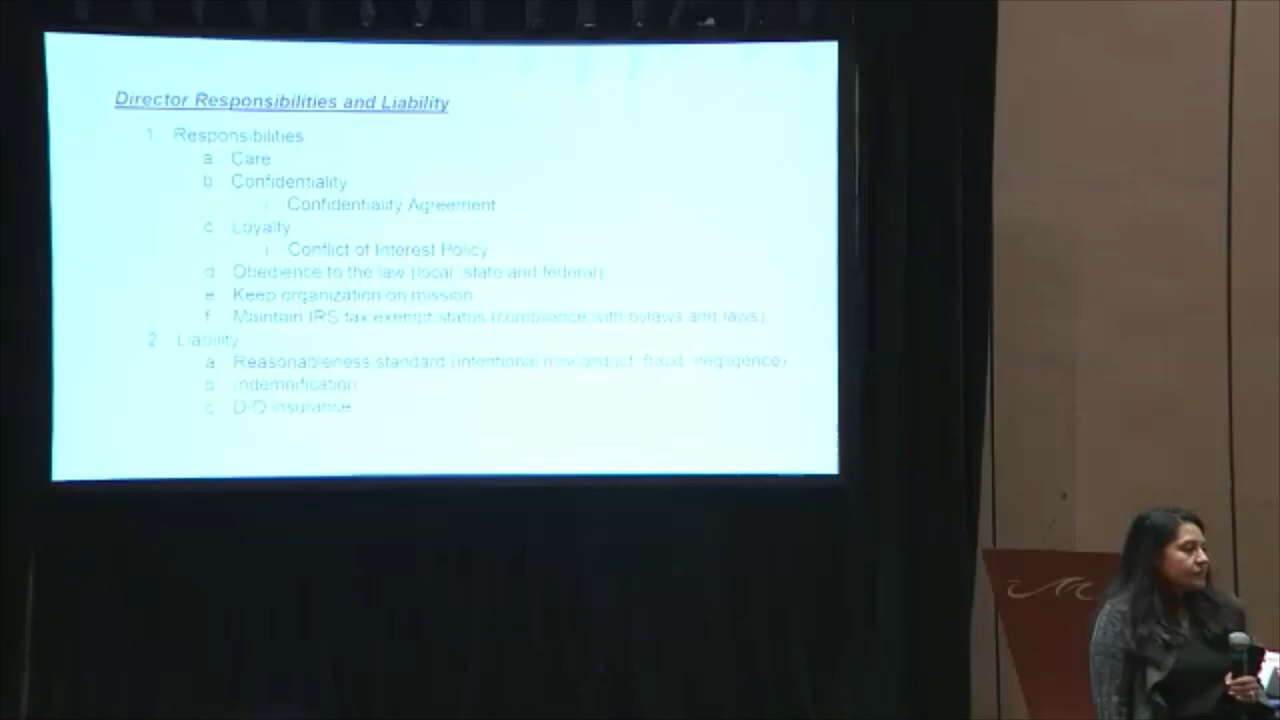 Director Responsibilities and Liability
1 Responsibilities
a Care
b Confidentiality
i Confidentiality Agreement
c Loyalty
i Conflict of Interest Policy
d Obedience to the law (local, state and federal)
e Keep organization on mission
f Maintain IRS tax exempt status (compliance with bylaws and laws)
2 Liability
a Reasonableness standard (intentional misconduct, fraud, negligence)
b Indemnification
c D/O insurance